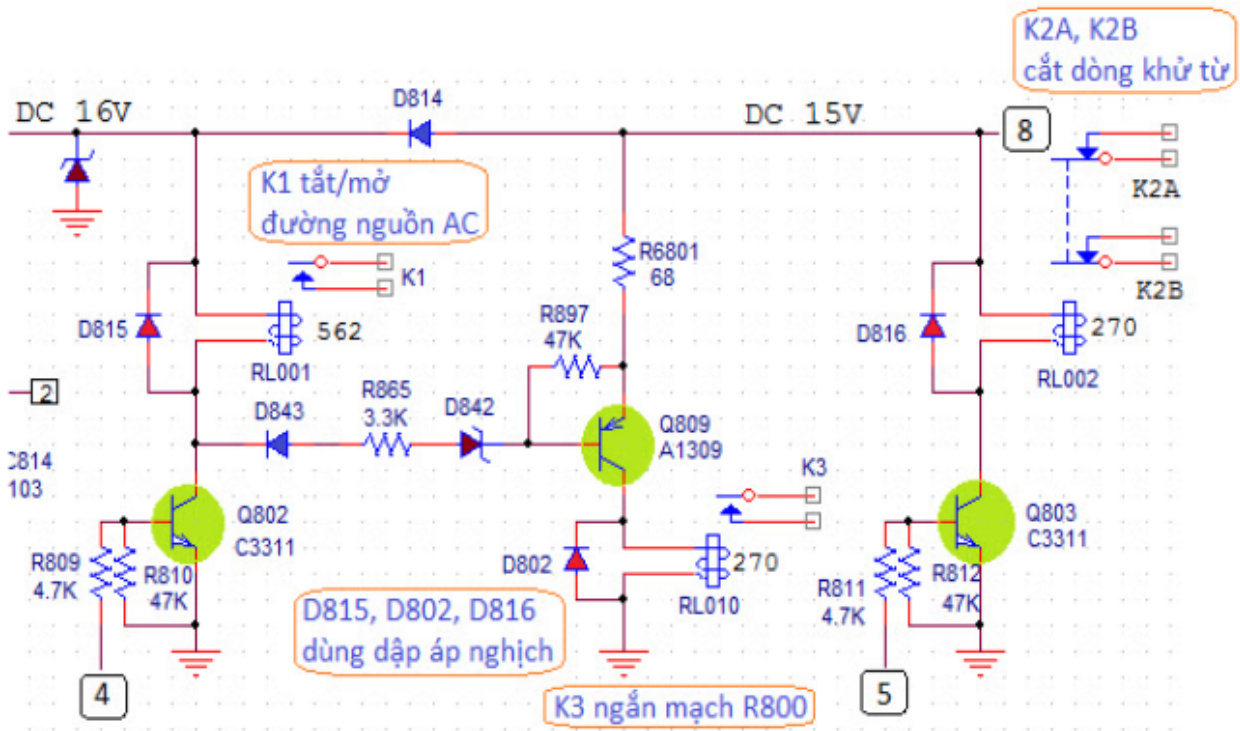 K2A, K2B
cắt dòng khử từ
DC 16V
D814
DC 15V
8
K2A
K2B
K1 tắt/mở
đường nguồn AC
K1
R6801
68
D815
562
RL001
R897
47K
D816
270
RL002
2
D843
R865
3.3K
D842
Q809
A1309
K3
C814
103
Q802
C3311
R809
4.7K
R810
47K
D802
270
RL010
Q803
C3311
R811
4.7K
R812
47K
D815, D802, D816
dùng dập áp nghịch
4
K3 ngắn mạch R800
5